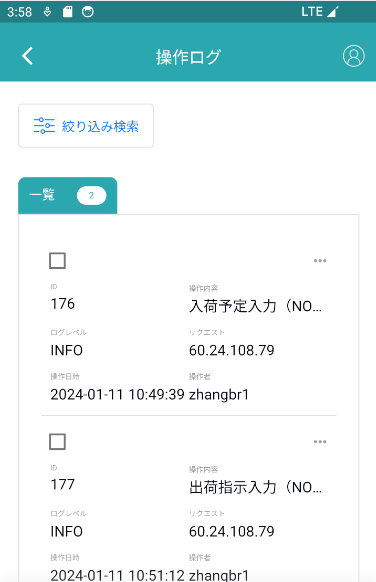 3:58 LTE
操作ログ
絞り込み検索
一覧 2
ID 操作内容
176 入荷予定入力（NO...
ログレベル リクエスト
INFO 60.24.108.79
操作日時 操作者
2024-01-11 10:49:39 zhangbr1
ID 操作内容
177 出荷指示入力（NO...
ログレベル リクエスト
INFO 60.24.108.79
操作日時 操作者
2024-01-11 10:51:12 zhangbr1